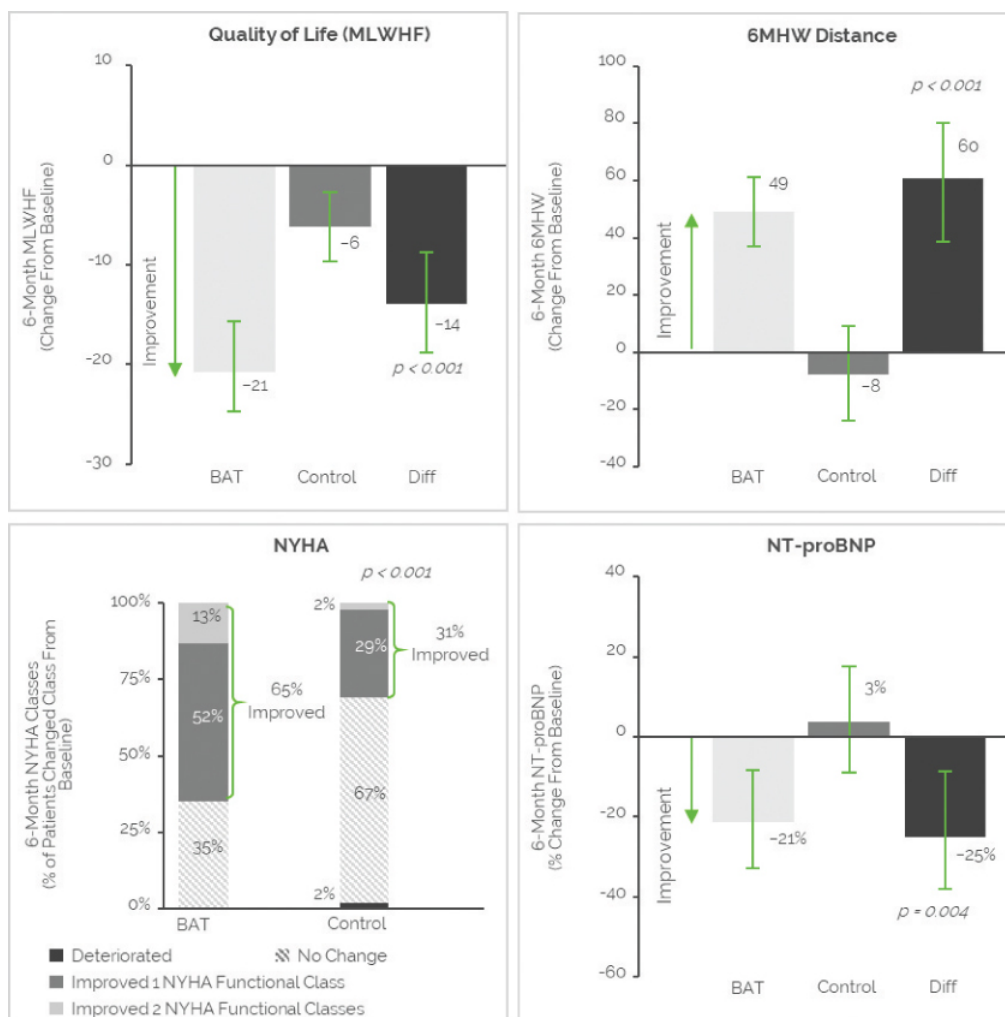 Quality of Life (MLWHF)
6-Month MLWHF
(Change From Baseline)
10
0
-10
-20
-30
Improvement
-21
-6
-14
p < 0.001
BAT
Control
Diff
6MHW Distance
6-Month 6MHW
(Change From Baseline)
100
80
60
40
20
0
-20
-40
Improvement
49
-8
60
p < 0.001
BAT
Control
Diff
NYHA
6-Month NYHA Classes
(% of Patients Changed Class From
Baseline)
100%
75%
50%
25%
0%
13%
52%
35%
65%
Improved
p < 0.001
2%
29%
67%
2%
31%
Improved
BAT
Control
Deteriorated
No Change
Improved 1 NYHA Functional Class
Improved 2 NYHA Functional Classes
NT-proBNP
6-Month NT-proBNP
(% Change From Baseline)
40
20
0
-20
-40
-60
Improvement
-21%
3%
-25%
p = 0.004
BAT
Control
Diff